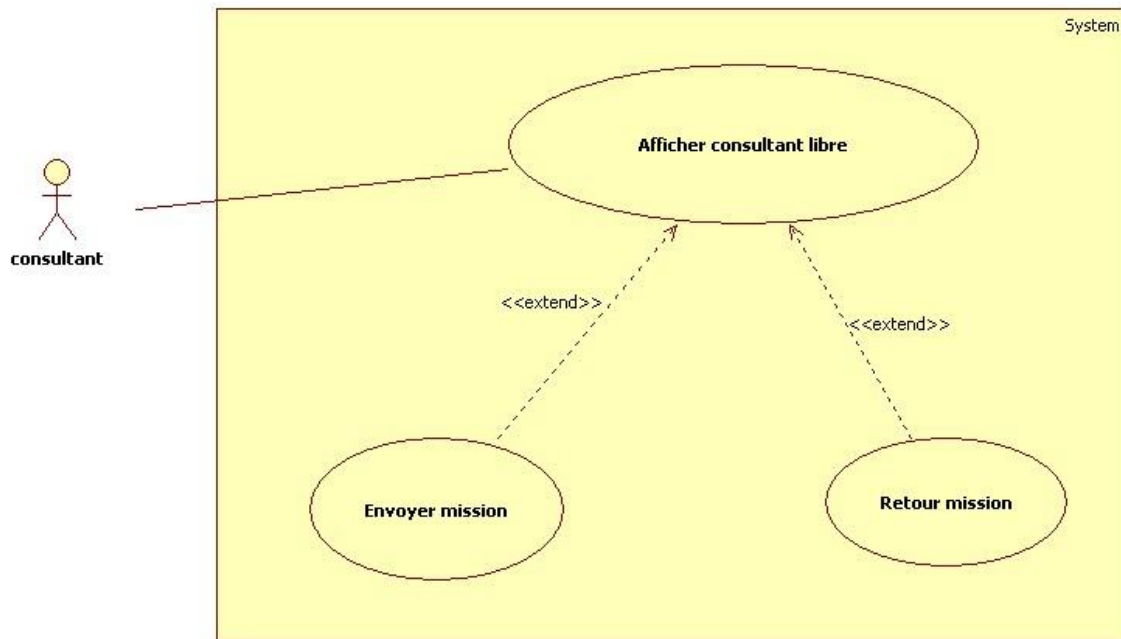 System
Afficher consultant libre
consultant
<<extend>>
<<extend>>
Envoyer mission
Retour mission